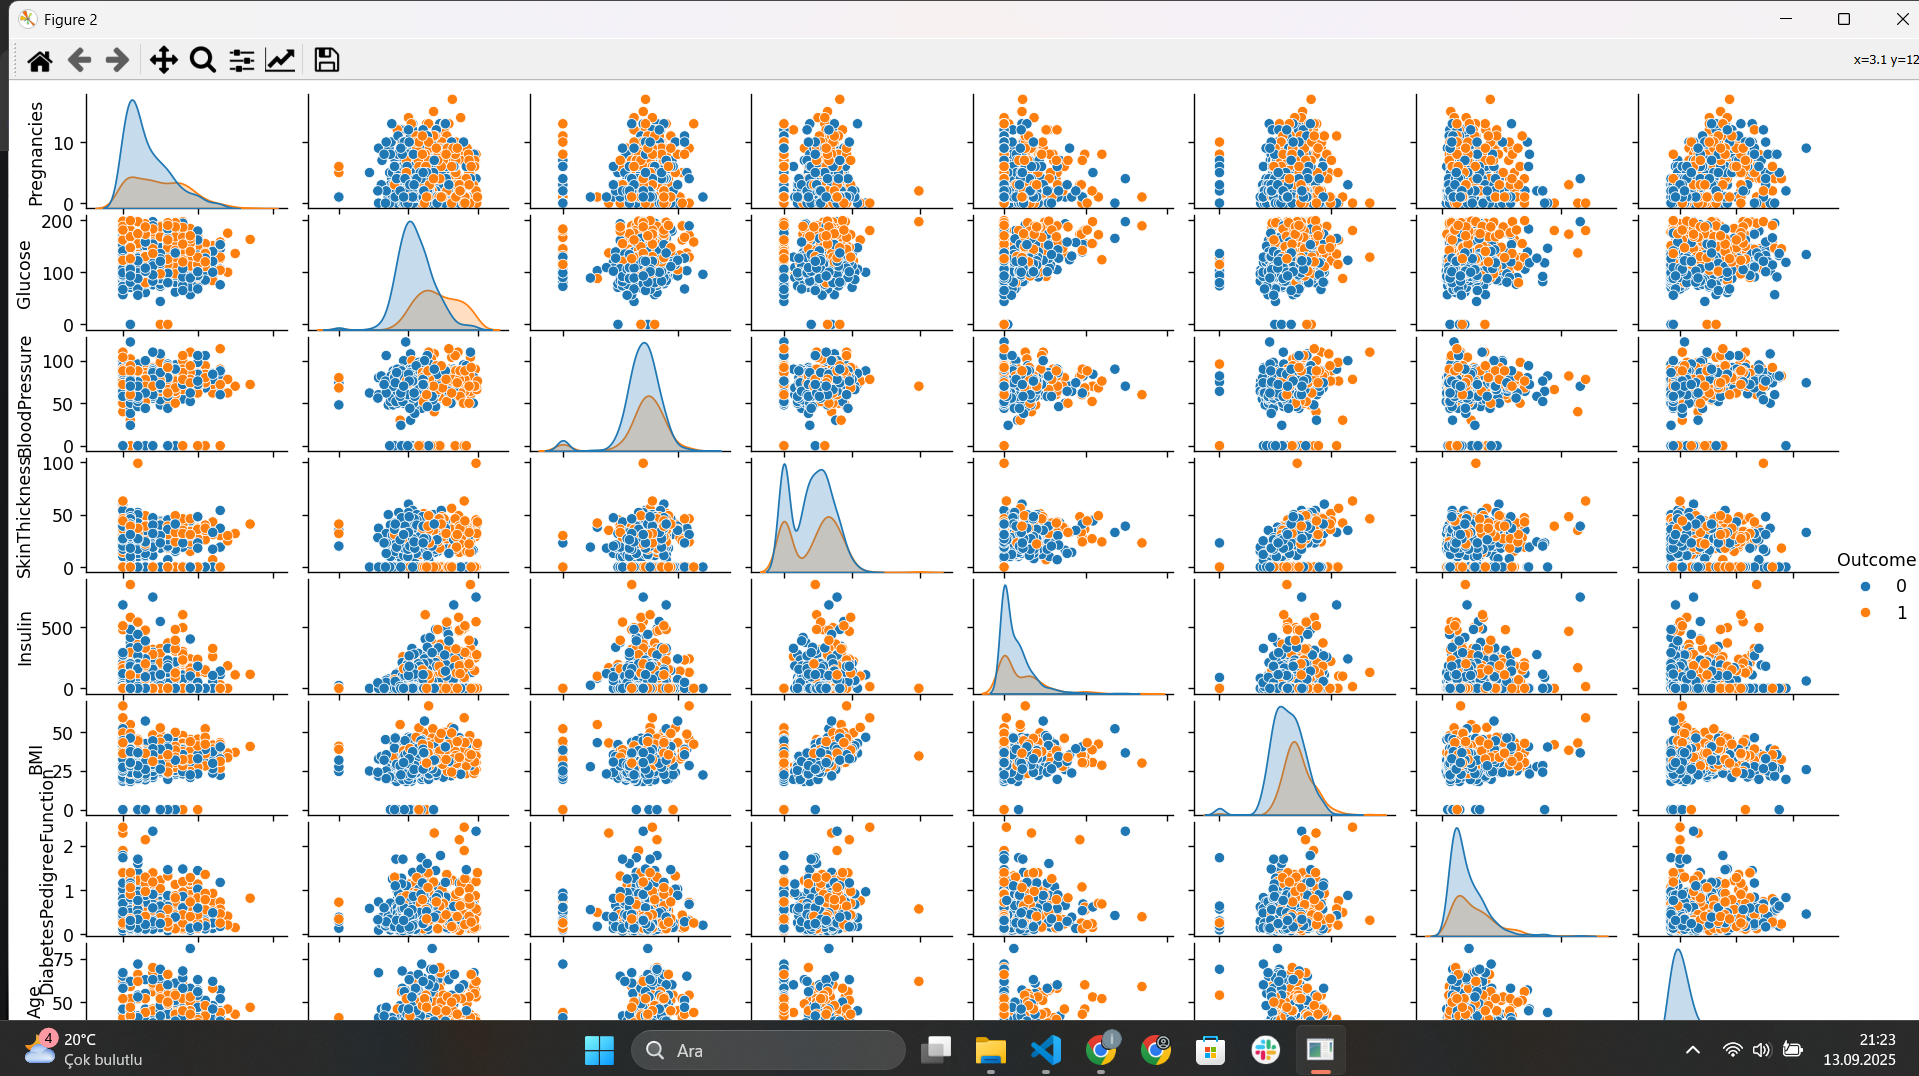 Figure 2
x=3.1 y=12
Pregnancies
10
0
Glucose
200
100
0
BloodPressure
100
50
0
SkinThickness
100
50
0
Insulin
500
0
BMI
50
25
0
DiabetesPedigreeFunction
2
1
0
Age
75
50
Outcome
0
1
4
20°C
Çok bulutlu
Ara
21:23
13.09.2025